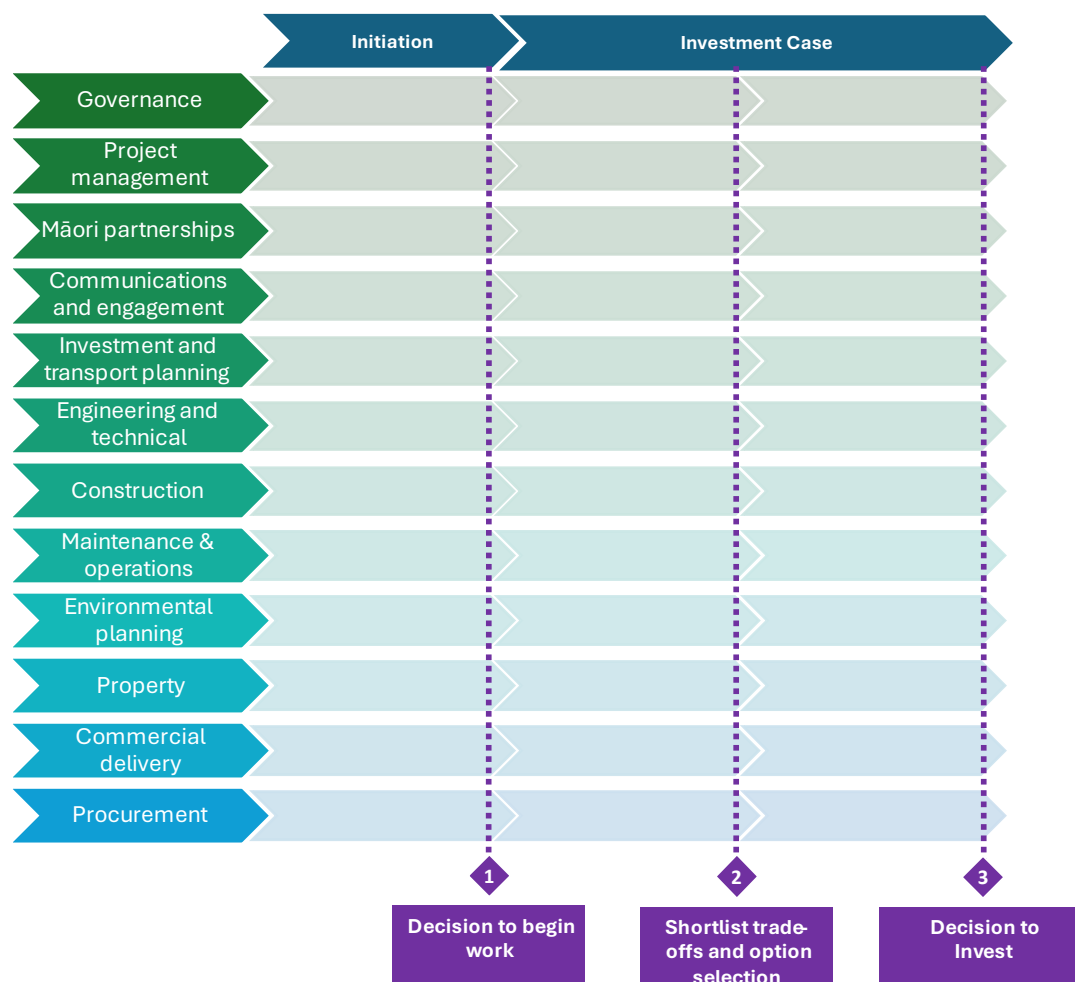 Initiation
Investment Case
Governance
Project
management
Māori partnerships
Communications
and engagement
Investment and
transport planning
Engineering and
technical
Construction
Maintenance &
operations
Environmental
planning
Property
Commercial
delivery
Procurement
1
2
3
Decision to begin
work
Shortlist trade-
offs and option
selection
Decision to
Invest